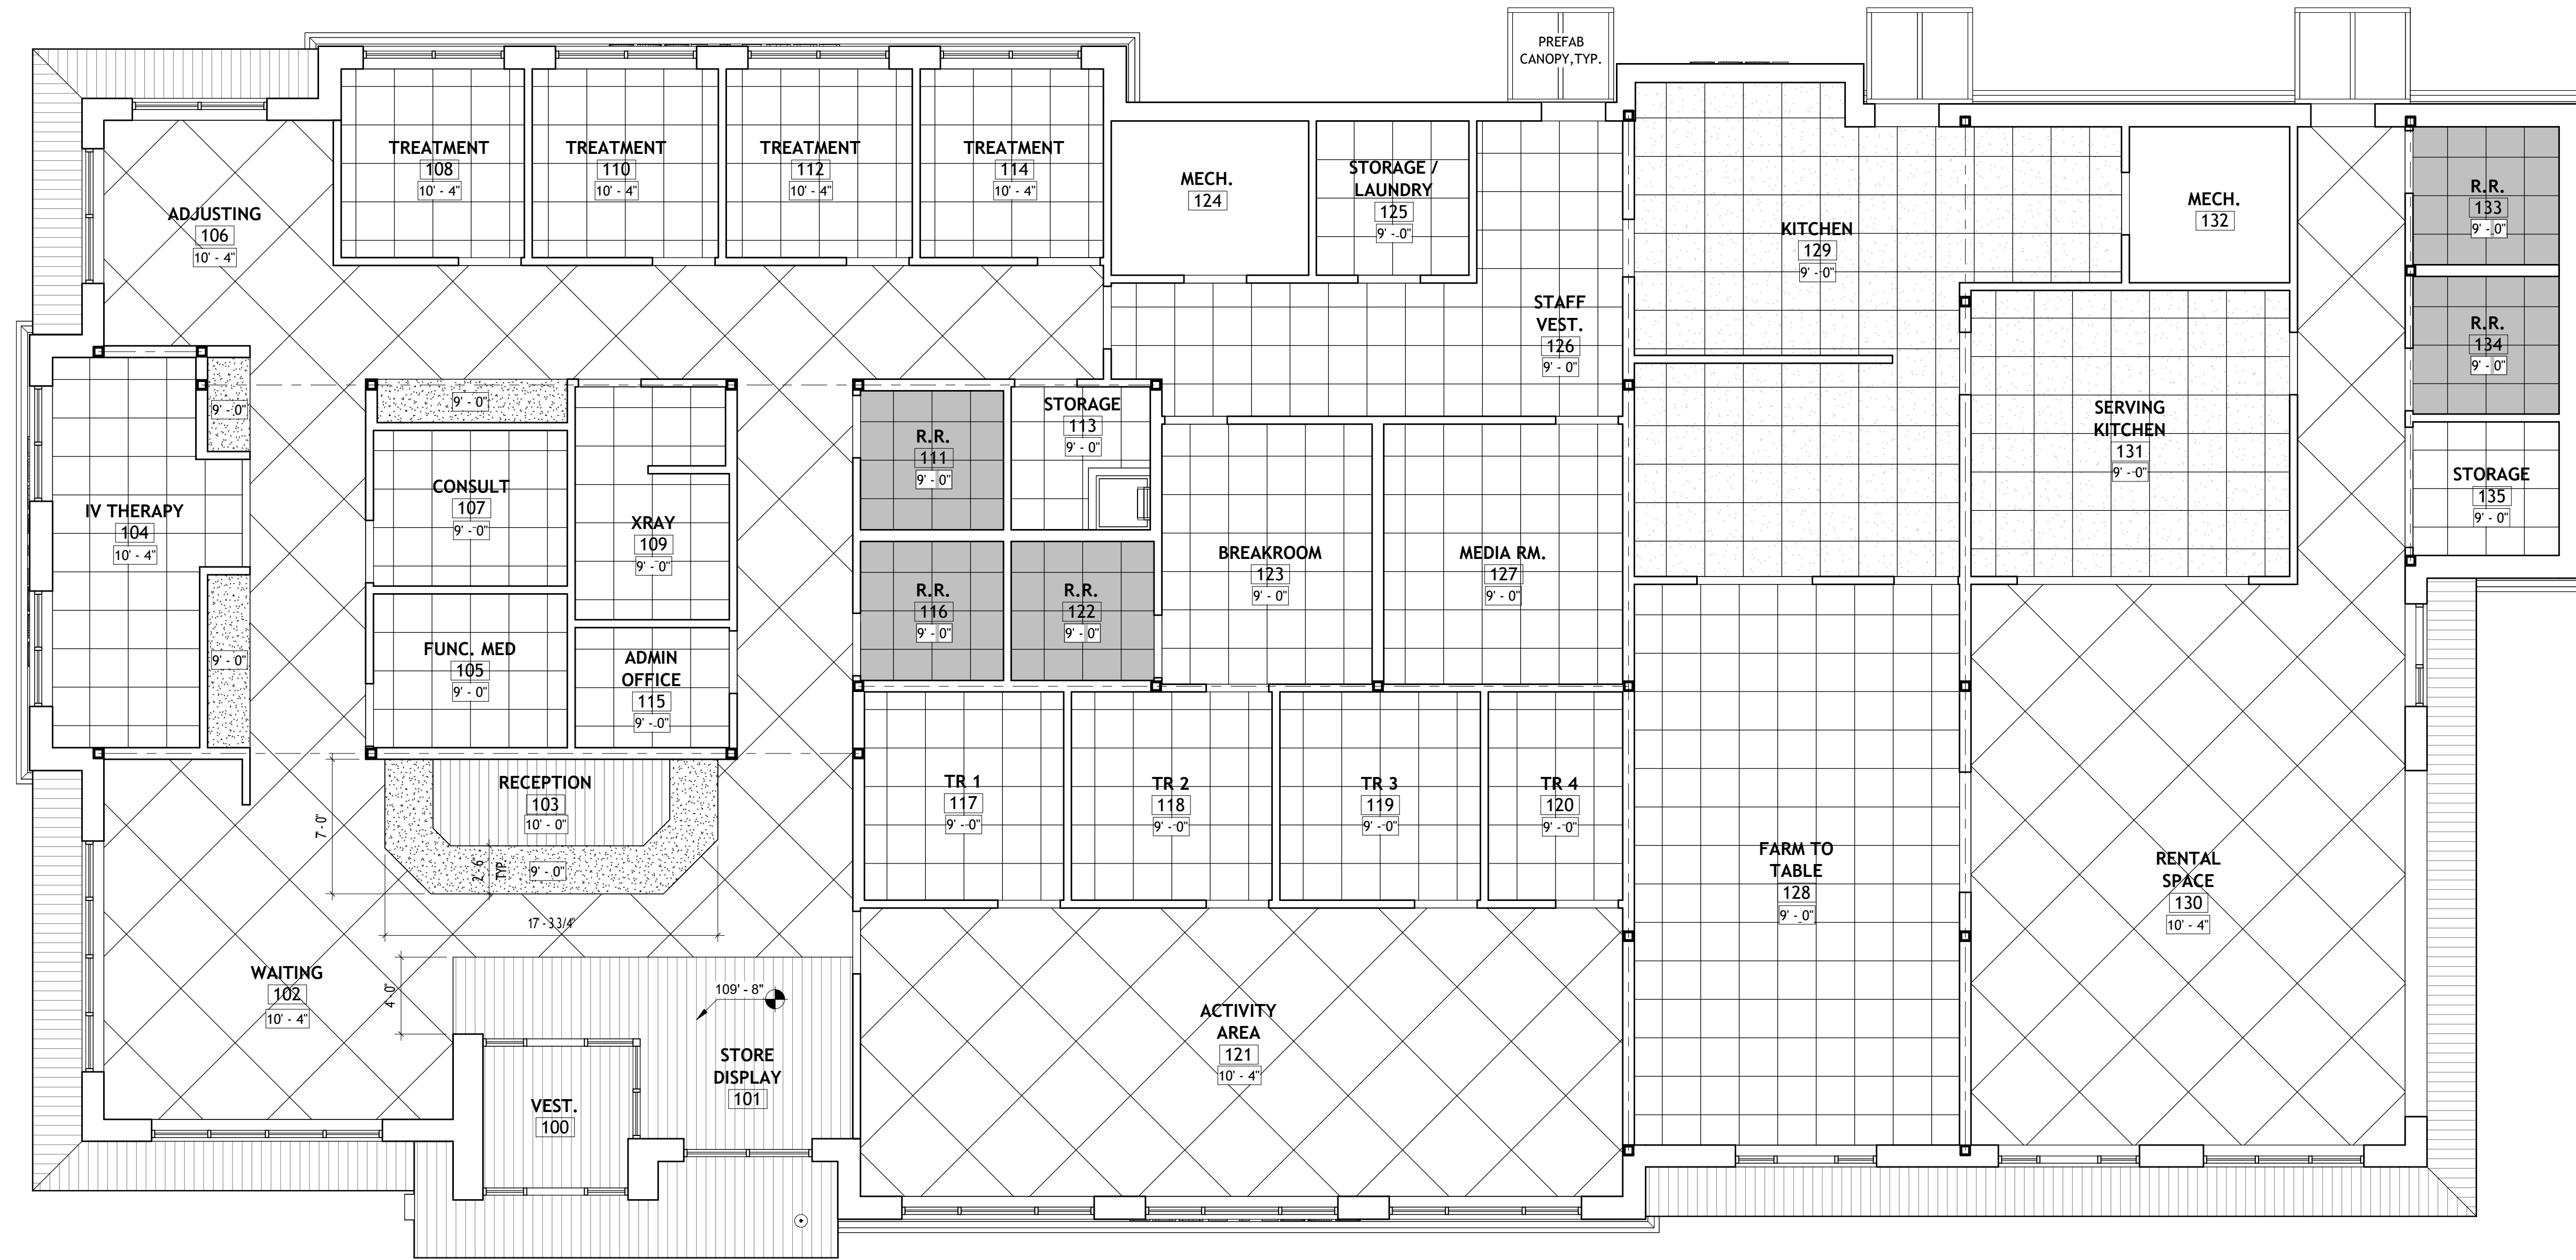 PREFAB
CANOPY,TYP.
TREATMENT
108
10' - 4"
TREATMENT
110
10' - 4"
TREATMENT
112
10' - 4"
TREATMENT
114
10' - 4"
ADJUSTING
106
10' - 4"
MECH.
124
STORAGE /
LAUNDRY
125
9' - 0"
STAFF
VEST.
126
9' - 0"
KITCHEN
129
9' - 0"
MECH.
132
R.R.
133
9' - 0"
R.R.
134
9' - 0"
STORAGE
135
9' - 0"
SERVING
KITCHEN
131
9' - 0"
9' - 0"
9' - 0"
IV THERAPY
104
10' - 4"
9' - 0"
CONSULT
107
9' - 0"
XRAY
109
9' - 0"
FUNC. MED
105
9' - 0"
ADMIN
OFFICE
115
9' - 0"
R.R.
111
9' - 0"
STORAGE
113
9' - 0"
R.R.
116
9' - 0"
R.R.
122
9' - 0"
BREAKROOM
123
9' - 0"
MEDIA RM.
127
9' - 0"
RECEPTION
103
10' - 0"
7' - 0"
2' - 6"
TYP.
9' - 0"
17' - 3 3/4"
TR 1
117
9' - 0"
TR 2
118
9' - 0"
TR 3
119
9' - 0"
TR 4
120
9' - 0"
FARM TO
TABLE
128
9' - 0"
RENTAL
SPACE
130
10' - 4"
WAITING
102
10' - 4"
4' - 0"
109' - 8"
STORE
DISPLAY
101
VEST.
100
ACTIVITY
AREA
121
10' - 4"